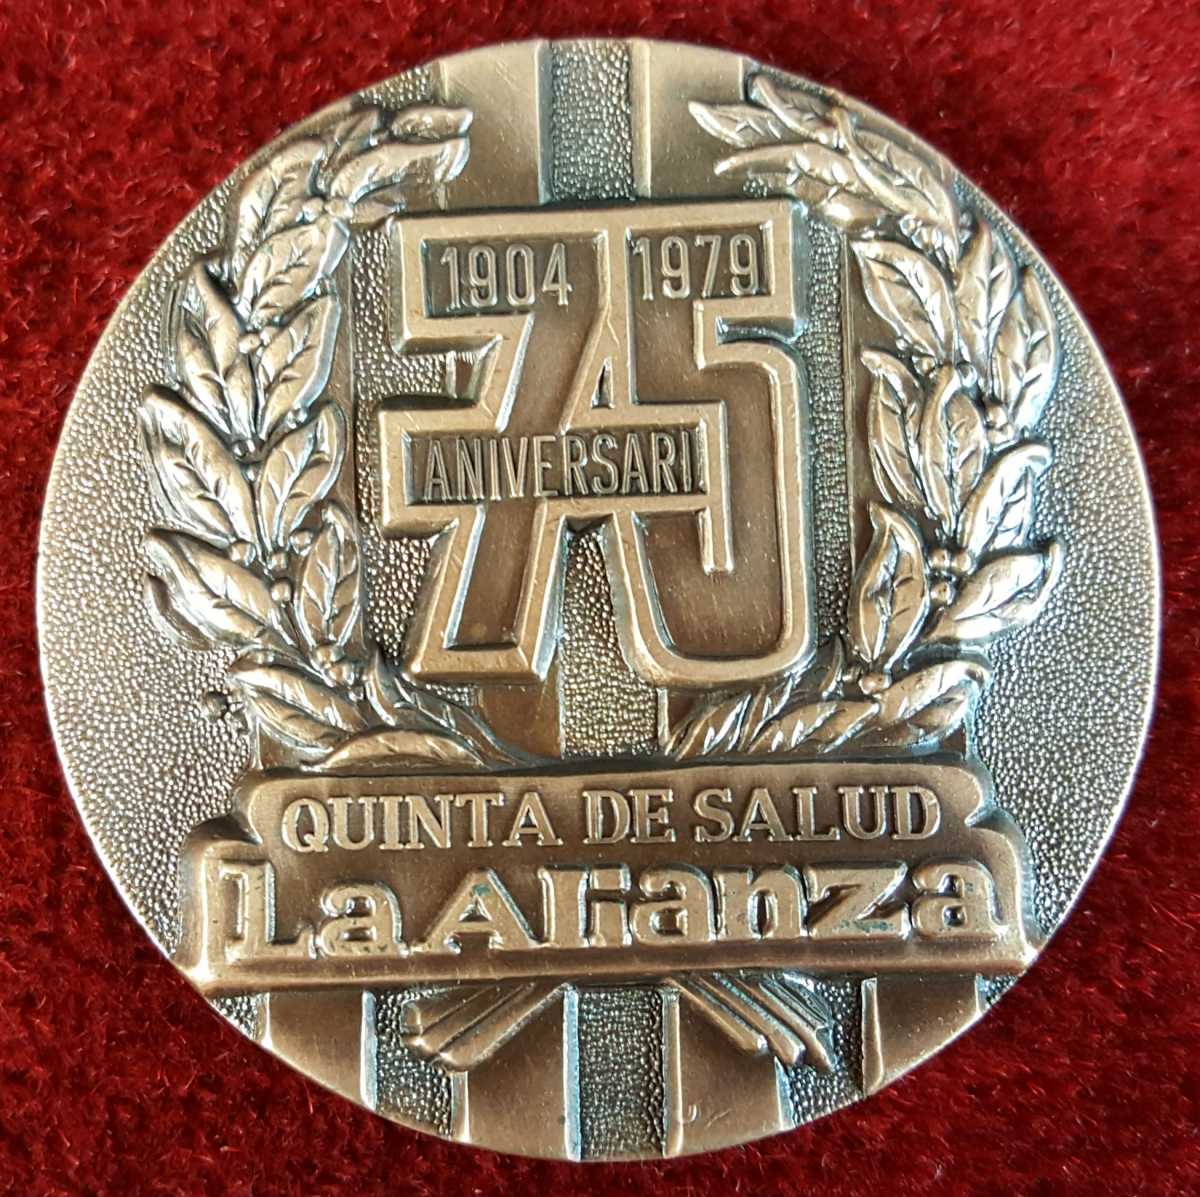 1904 1979
75
ANIVERSARI
QUINTA DE SALUD
La Alianza